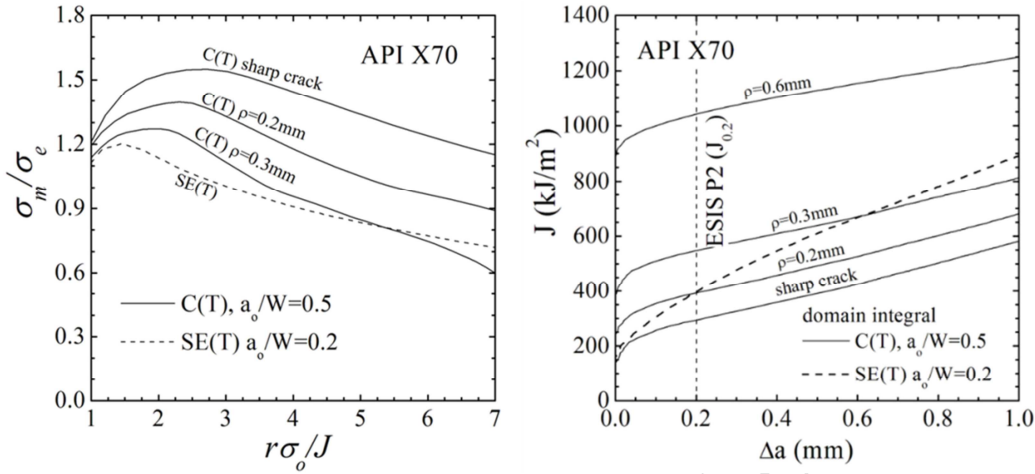 1.8
1.5
1.2
0.9
0.6
0.3
0.0
σm/σe
API X70
C(T) sharp crack
C(T) ρ=0.2mm
C(T) ρ=0.3mm
SE(T)
C(T), ao/W=0.5
SE(T) ao/W=0.2
1 2 3 4 5 6 7
rσo/J
1400
1200
1000
800
600
400
200
0
J (kJ/m²)
API X70
ρ=0.6mm
ESIS P2 (J0.2)
ρ=0.3mm
ρ=0.2mm
sharp crack
domain integral
C(T), ao/W=0.5
SE(T) ao/W=0.2
0.0 0.2 0.4 0.6 0.8 1.0
Δa (mm)